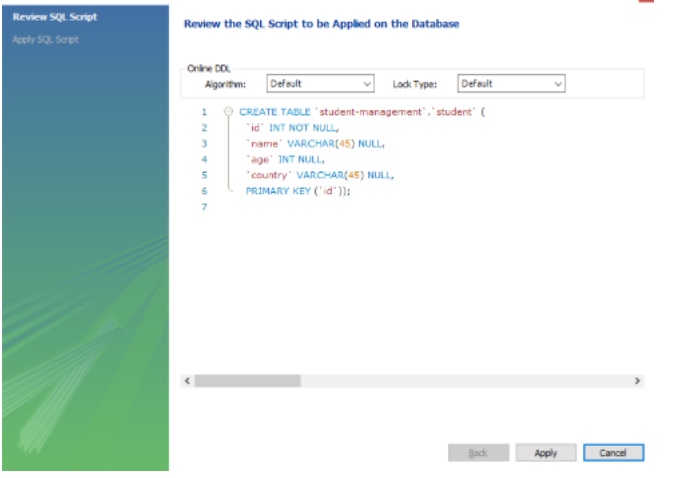 Review SQL Script
Apply SQL Script
Review the SQL Script to be Applied on the Database
Online DDL
Algorithm: Default Lock Type: Default
1 CREATE TABLE `student-management`.`student` (
2 `id` INT NOT NULL,
3 `name` VARCHAR(45) NULL,
4 `age` INT NULL,
5 `country` VARCHAR(45) NULL,
6 PRIMARY KEY (`id`));
7
Back Apply Cancel